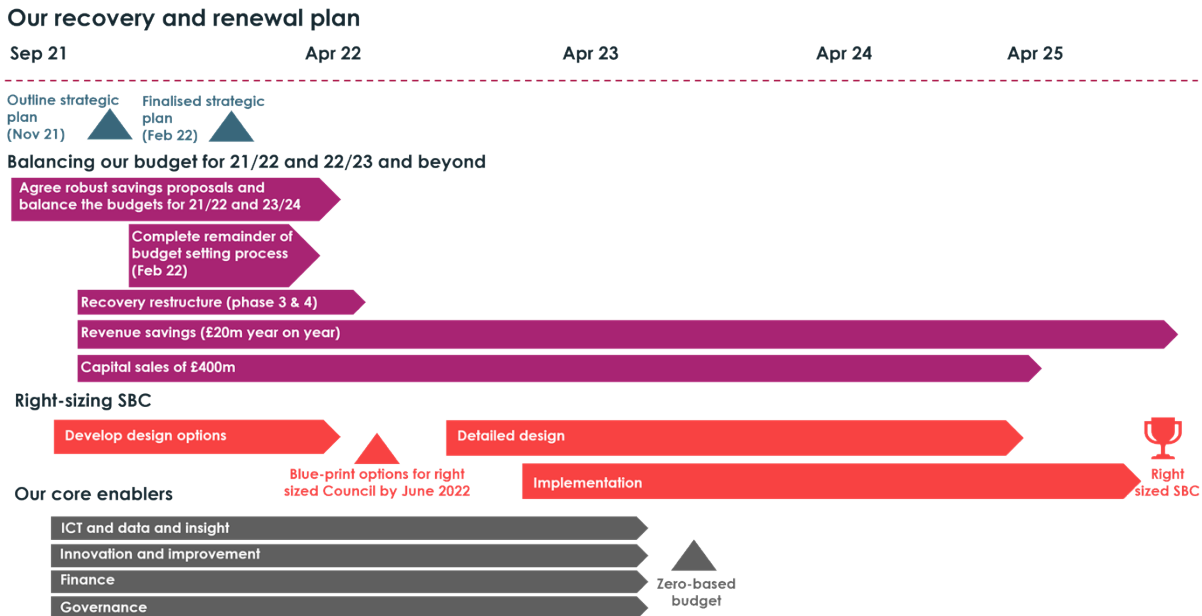 Our recovery and renewal plan
Sep 21
Apr 22
Apr 23
Apr 24
Apr 25
Outline strategic
plan
(Nov 21)
Finalised strategic
plan
(Feb 22)
Balancing our budget for 21/22 and 22/23 and beyond
Agree robust savings proposals and
balance the budgets for 21/22 and 23/24
Complete remainder of
budget setting process
(Feb 22)
Recovery restructure (phase 3 & 4)
Revenue savings (£20m year on year)
Capital sales of £400m
Right-sizing SBC
Develop design options
Detailed design
Blue-print options for right
sized Council by June 2022
Implementation
Right
sized SBC
Our core enablers
ICT and data and insight
Innovation and improvement
Finance
Governance
Zero-based
budget